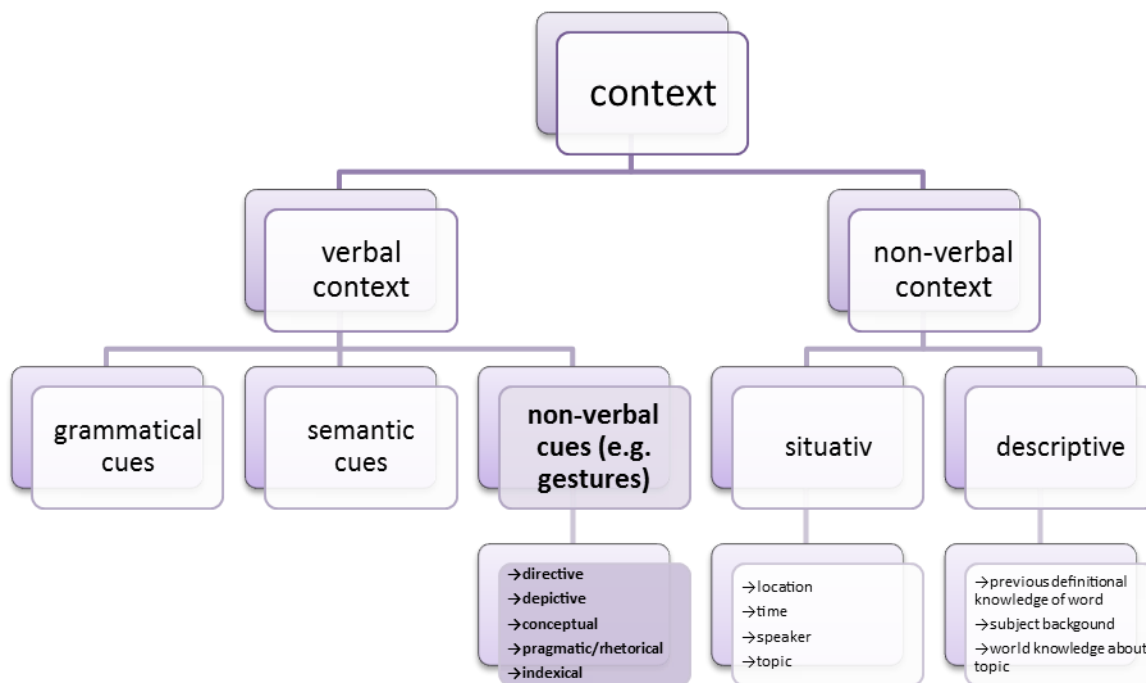 context
verbal
context
non-verbal
context
grammatical
cues
semantic
cues
non-verbal
cues (e.g.
gestures)
situativ
descriptive
→directive
→depictive
→conceptual
→pragmatic/rhetorical
→indexical
→location
→time
→speaker
→topic
→previous definitional
knowledge of word
→subject backgound
→world knowledge about
topic